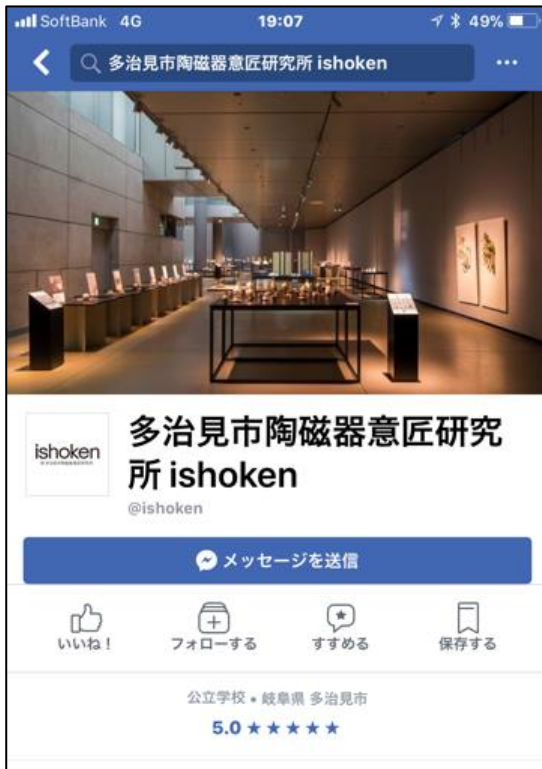 SoftBank 4G 19:07 49%
多治見市陶磁器意匠研究所 ishoken
ishoken
多治見市陶磁器意匠研究
所 ishoken
@ishoken
メッセージを送信
いいね! フォローする すすめる 保存する
公立学校・岐阜県 多治見市
5.0 ★★★★★